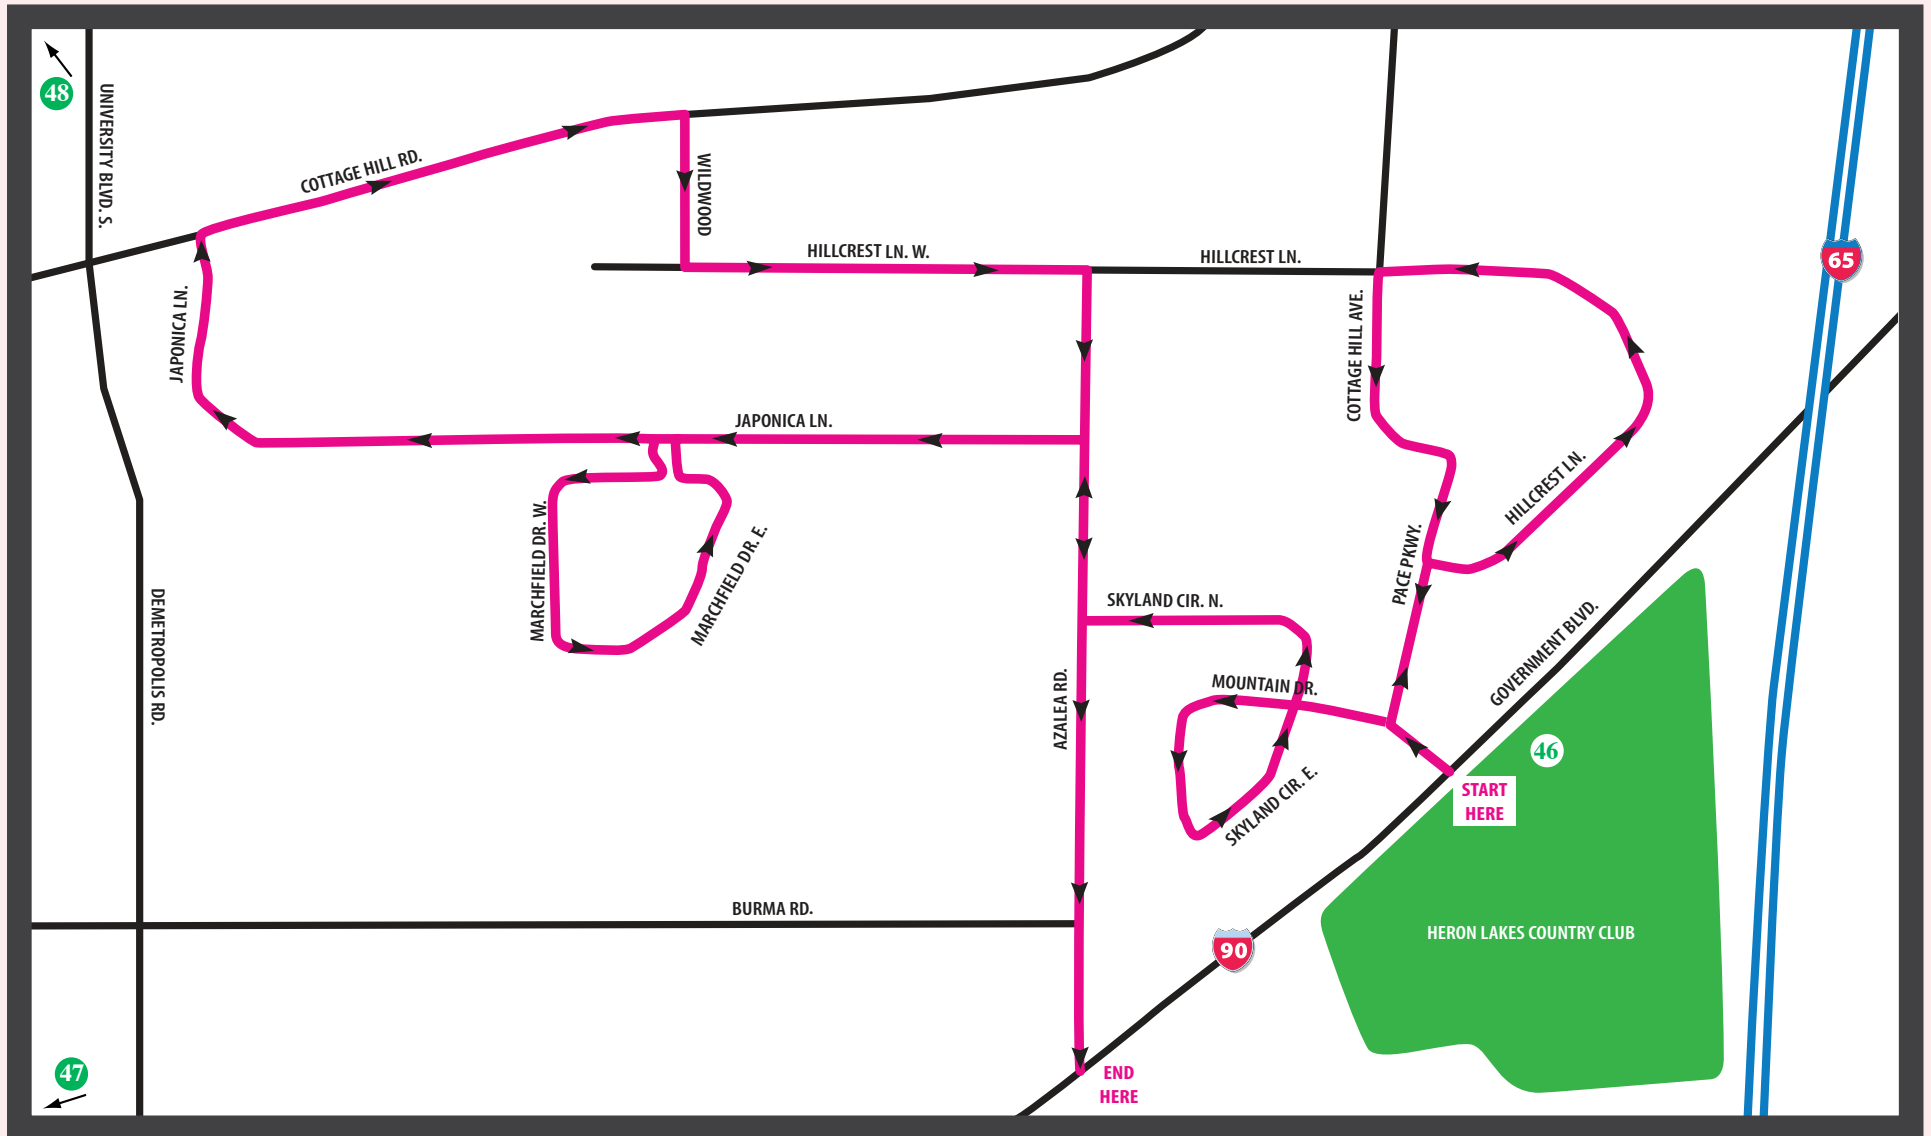 48
UNIVERSITY BLVD. S.
COTTAGE HILL RD.
WILDWOOD
HILLCREST LN. W.
HILLCREST LN.
65
JAPONICA LN.
COTTAGE HILL AVE.
JAPONICA LN.
HILLCREST LN.
MARCHFIELD DR. W.
MARCHFIELD DR. E.
PACE PKWY.
SKYLAND CIR. N.
GOVERNMENT BLVD.
DEMETROPOLIS RD.
AZALEA RD.
MOUNTAIN DR.
46
SKYLAND CIR. E.
START
HERE
BURMA RD.
HERON LAKES COUNTRY CLUB
90
47
END
HERE